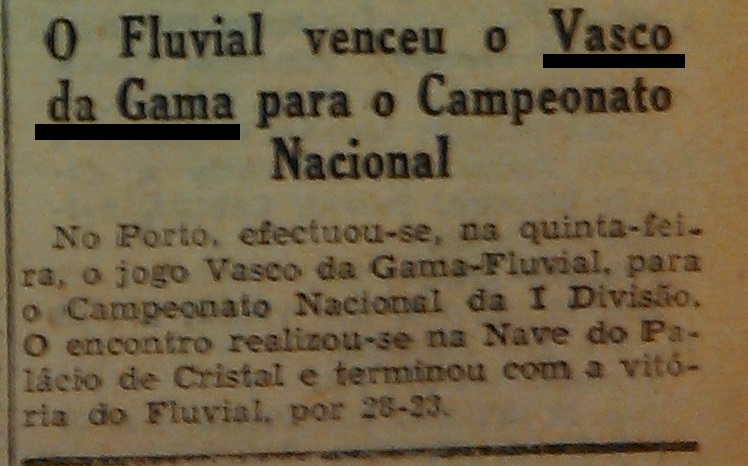 O Fluvial venceu o Vasco
da Gama para o Campeonato
Nacional
No Porto, efectuou-se, na quinta-fei-
ra, o jogo Vasco da Gama-Fluvial, para
o Campeonato Nacional da I Divisão.
O encontro realizou-se na Nave do Pa-
lácio de Cristal e terminou com a vitó-
ria do Fluvial, por 28-23.